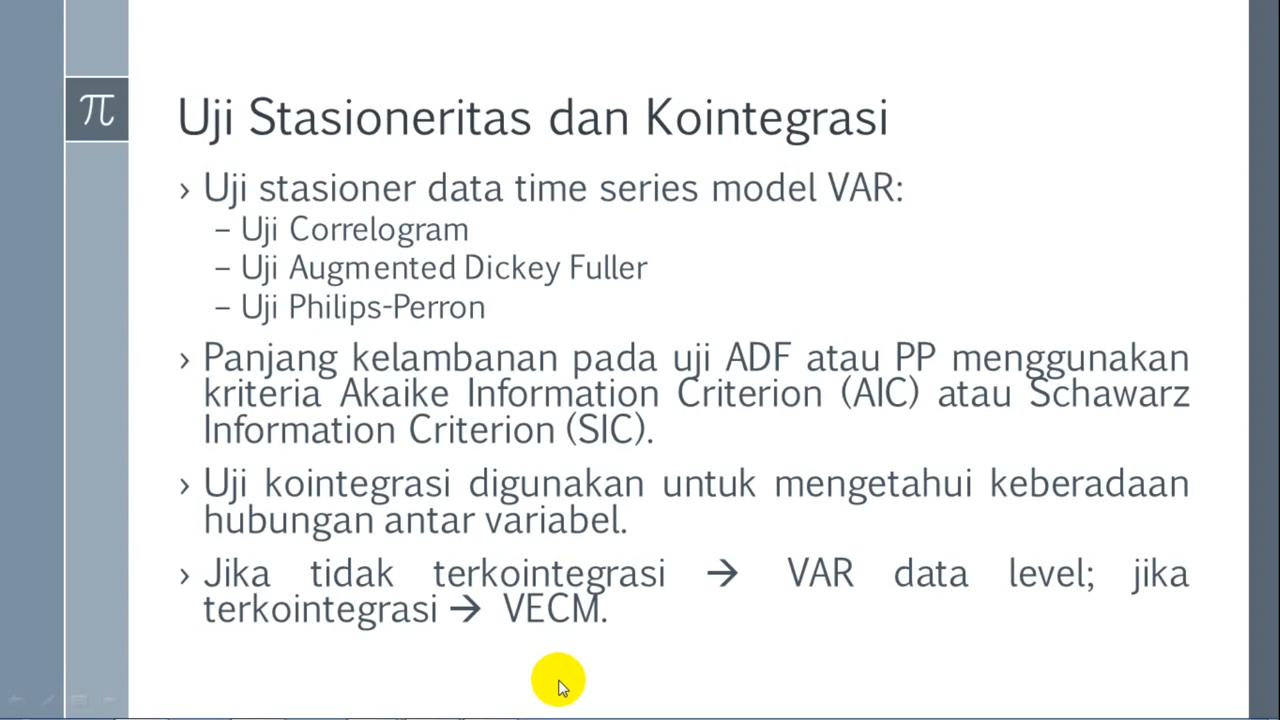 π
Uji Stasioneritas dan Kointegrasi
› Uji stasioner data time series model VAR:
– Uji Correlogram
– Uji Augmented Dickey Fuller
– Uji Philips-Perron
› Panjang kelambanan pada uji ADF atau PP menggunakan
kriteria Akaike Information Criterion (AIC) atau Schawarz
Information Criterion (SIC).
› Uji kointegrasi digunakan untuk mengetahui keberadaan
hubungan antar variabel.
› Jika tidak terkointegrasi → VAR data level; jika
terkointegrasi → VECM.